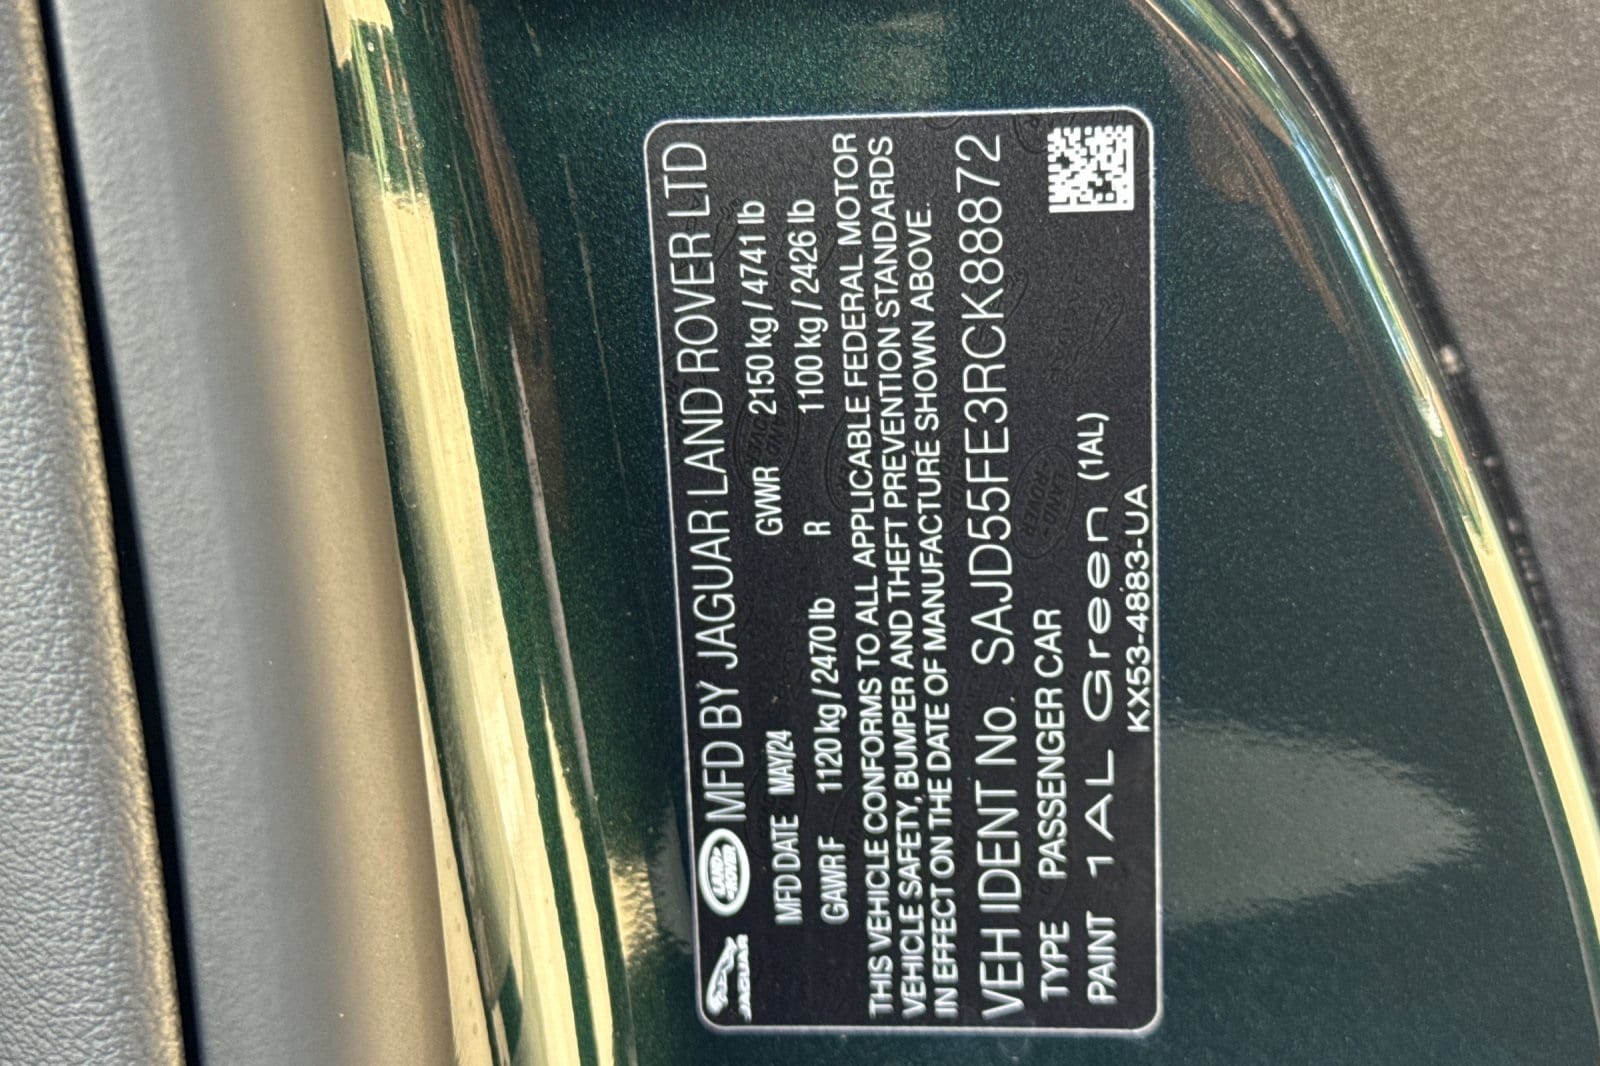 JAGUAR LAND ROVER MFD BY JAGUAR LAND ROVER LTD
MFD DATE MAY/24 GVWR 2150 kg / 4741 lb
GAWR F 1120 kg / 2470 lb R 1100 kg / 2426 lb
THIS VEHICLE CONFORMS TO ALL APPLICABLE FEDERAL MOTOR
VEHICLE SAFETY, BUMPER AND THEFT PREVENTION STANDARDS
IN EFFECT ON THE DATE OF MANUFACTURE SHOWN ABOVE.
VEH IDENT No. SAJD55FE3RCK88872
TYPE PASSENGER CAR
PAINT 1AL Green (1AL)
KX53-4883-UA